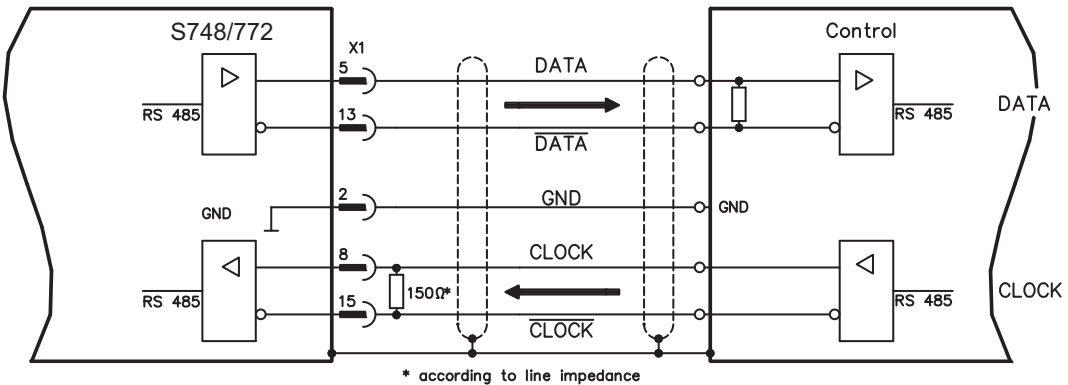 S748/772
Control
X1
5
DATA
RS 485
13
DATA
RS 485
DATA
2
GND
GND
GND
8
CLOCK
RS 485
15
150Ω*
CLOCK
RS 485
CLOCK
* according to line impedance